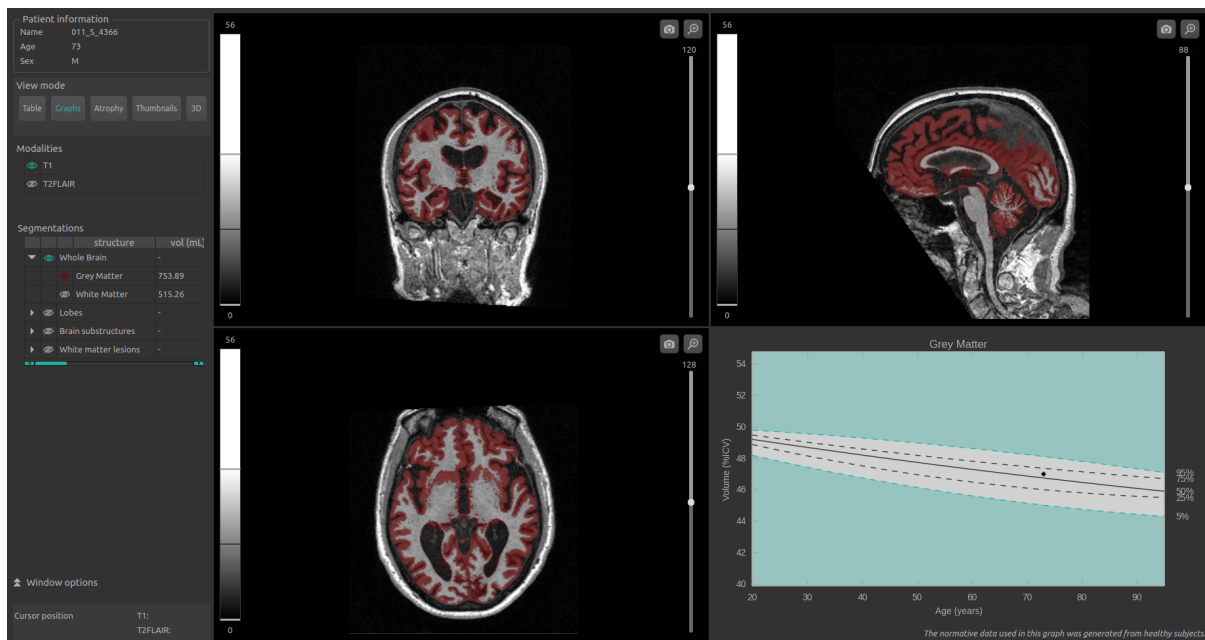 Patient information
Name 011_S_4366
Age 73
Sex M
View mode
Table Graphs Atrophy Thumbnails 3D
Modalities
T1
T2FLAIR
Segmentations
structure vol (mL)
Whole Brain -
Grey Matter 753.89
White Matter 515.26
Lobes -
Brain substructures -
White matter lesions -
Window options
Cursor position T1:
T2FLAIR:
56
0
120
56
0
88
56
0
128
Grey Matter
54
52
50
48
46
44
42
40
Volume (%ICV)
95%
75%
50%
25%
5%
20 30 40 50 60 70 80 90
Age (years)
The normative data used in this graph was generated from healthy subjects.